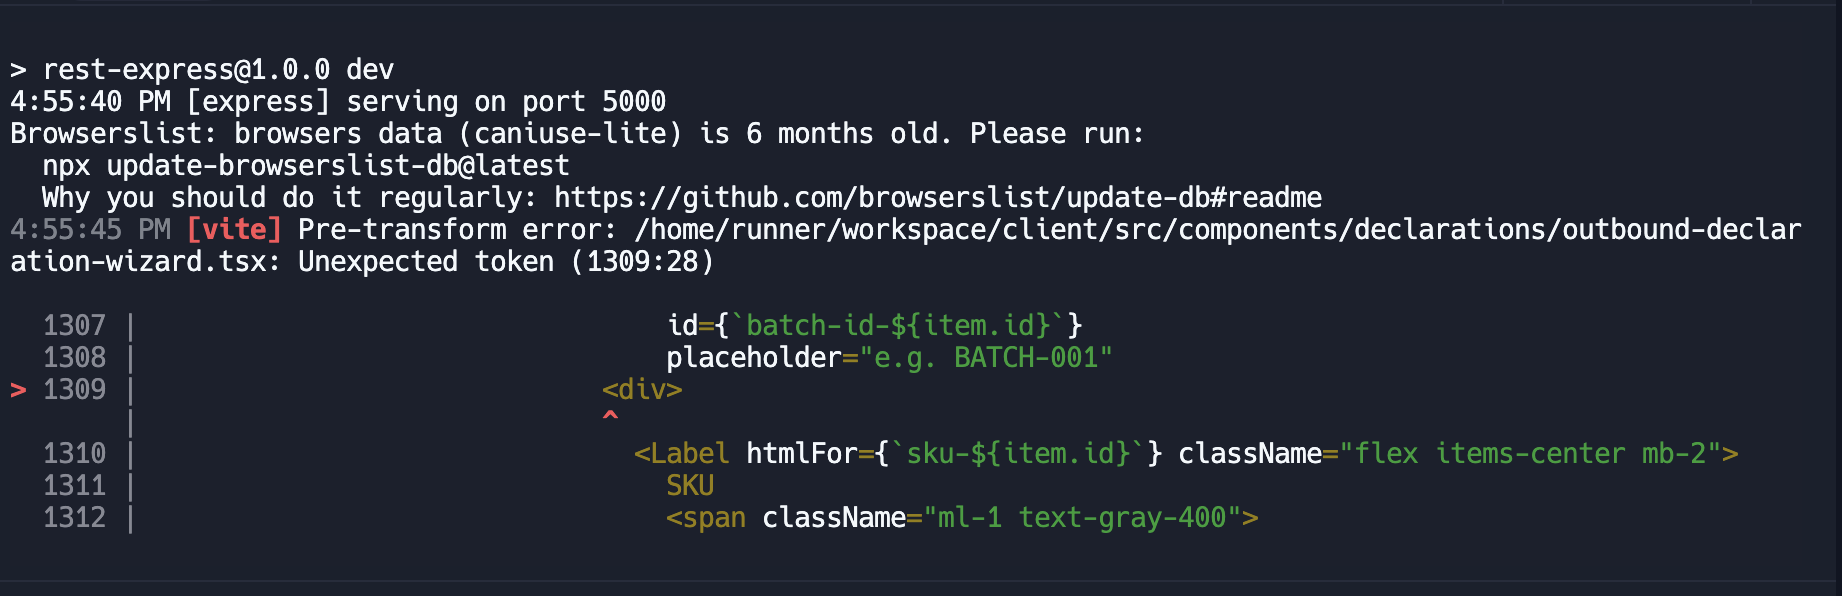 > rest-express@1.0.0 dev
4:55:40 PM [express] serving on port 5000
Browserslist: browsers data (caniuse-lite) is 6 months old. Please run:
  npx update-browserslist-db@latest
  Why you should do it regularly: https://github.com/browserslist/update-db#readme
4:55:45 PM [vite] Pre-transform error: /home/runner/workspace/client/src/components/declarations/outbound-declar
ation-wizard.tsx: Unexpected token (1309:28)
  1307 |                                 id={`batch-id-${item.id}`}
  1308 |                                 placeholder="e.g. BATCH-001"
> 1309 |                             <div>
       |                             ^
  1310 |                               <Label htmlFor={`sku-${item.id}`} className="flex items-center mb-2">
  1311 |                                 SKU
  1312 |                                 <span className="ml-1 text-gray-400">